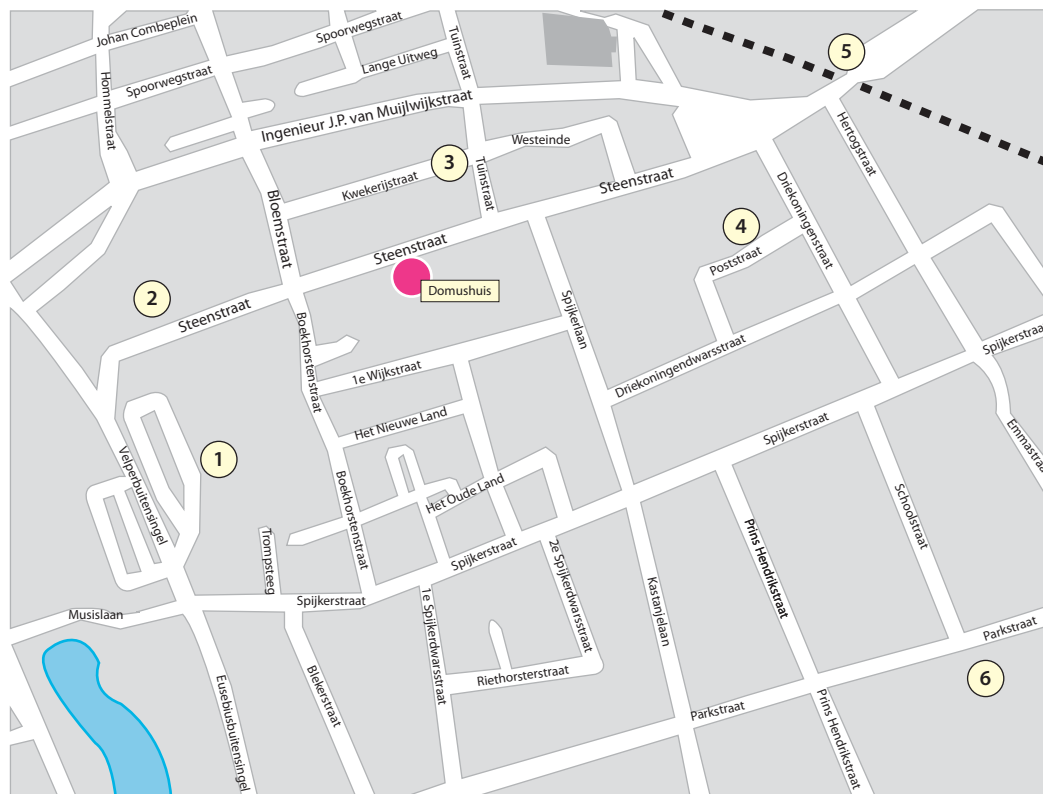 Johan Combeplein
Spoorwegstraat
Tuinstraat
5
Lange Uitweg
Spoorwegstraat
Hommelstraat
Ingenieur J.P. van Muijlwijkstraat
Hertogstraat
Westeinde
3
Kwekerijstraat
Tuinstraat
Steenstraat
Driekoningenstraat
Bloemstraat
4
Steenstraat
Poststraat
Domushuis
2
Steenstraat
Spijkerlaan
Boekhorstenstraat
Spijkerstraa
Driekoningendwarsstraat
1e Wijkstraat
Het Nieuwe Land
Spijkerstraat
Emmastraa
1
Velperbuitensingel
Boekhorstenstraat
Het Oude Land
Schoolstraat
Trompsteeg
Spijkerstraat
2e Spijkerdwarsstraat
Prins Hendrikstraat
Spijkerstraat
Musislaan
1e Spijkerdwarsstraat
Kastanjelaan
Parkstraat
Riethorsterstraat
6
Eusebiusbuitensingel
Blekerstraat
Parkstraat
Prins Hendrikstraat